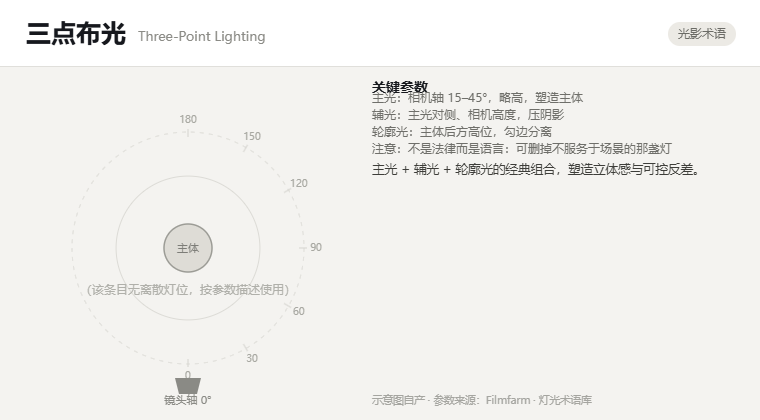 三点布光 Three-Point Lighting
光影术语
关键参数
主光：相机轴 15–45°，略高，塑造主体
辅光：主光对侧、相机高度，压阴影
轮廓光：主体后方高位，勾边分离
注意：不是法律而是语言：可删掉不服务于场景的那盏灯
主光 + 辅光 + 轮廓光的经典组合，塑造立体感与可控反差。
180
150
120
90
主体
（该条目无离散灯位，按参数描述使用）
60
30
0
镜头轴 0°
示意图自产 · 参数来源：Filmfarm · 灯光术语库